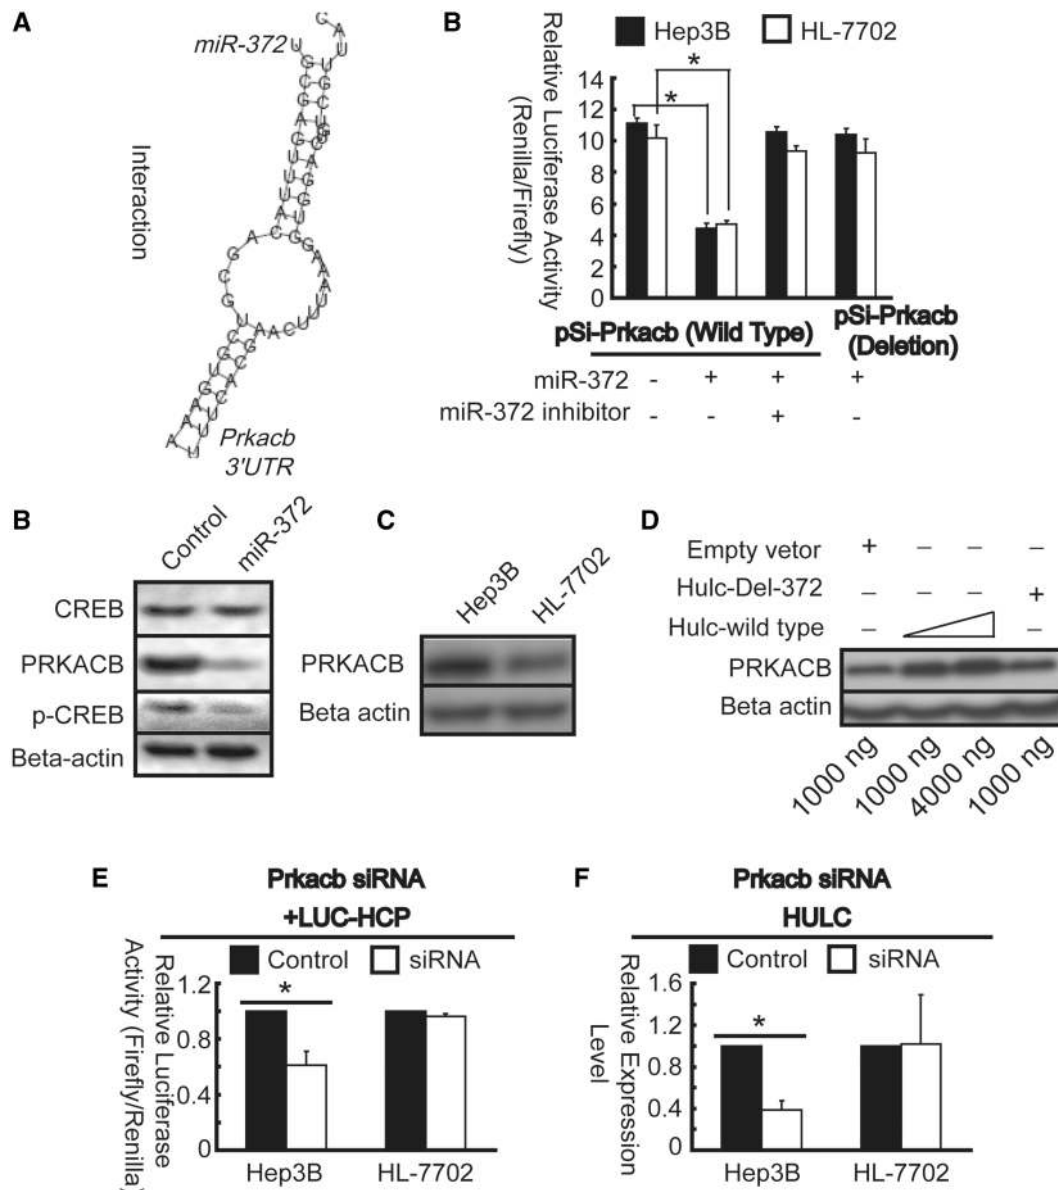 A
miR-372
Interaction
Prkacb
3'UTR
B
Relative Luciferase Activity
(Renilla/Firefly)
Hep3B
HL-7702
*
*
14
12
10
8
6
4
2
0
pSi-Prkacb (Wild Type)
pSi-Prkacb
(Deletion)
miR-372 - + + +
miR-372 inhibitor - - + -
B
Control
miR-372
CREB
PRKACB
p-CREB
Beta-actin
C
Hep3B
HL-7702
PRKACB
Beta actin
D
Empty vetor + – – –
Hulc-Del-372 – – – +
Hulc-wild type – –
PRKACB
Beta actin
1000 ng
1000 ng
4000 ng
1000 ng
E
Prkacb siRNA
+LUC-HCP
Control
siRNA
Relative Luciferase
Activity (Firefly/Renilla)
1.2
0.8
0.4
0
*
Hep3B
HL-7702
F
Prkacb siRNA
HULC
Control
siRNA
Relative Expression
Level
1.6
1.2
0.8
0.4
0
*
Hep3B
HL-7702